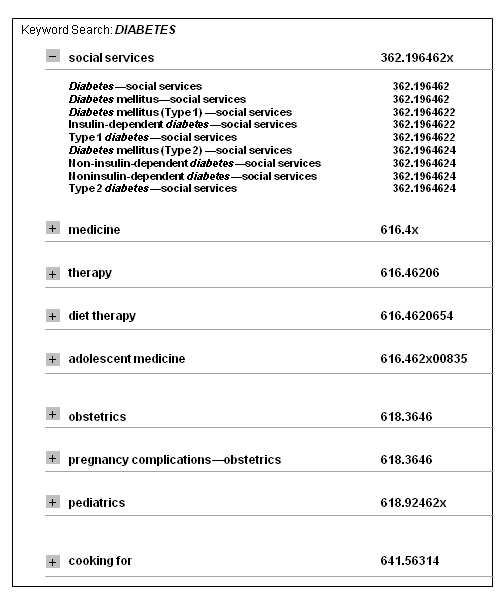 Keyword Search: DIABETES
− social services 362.196462x
Diabetes—social services 362.196462
Diabetes mellitus—social services 362.196462
Diabetes mellitus (Type 1) —social services 362.1964622
Insulin-dependent diabetes—social services 362.1964622
Type 1 diabetes—social services 362.1964622
Diabetes mellitus (Type 2) —social services 362.1964624
Non-insulin-dependent diabetes—social services 362.1964624
Noninsulin-dependent diabetes—social services 362.1964624
Type 2 diabetes—social services 362.1964624
+ medicine 616.4x
+ therapy 616.46206
+ diet therapy 616.4620654
+ adolescent medicine 616.462x00835
+ obstetrics 618.3646
+ pregnancy complications—obstetrics 618.3646
+ pediatrics 618.92462x
+ cooking for 641.56314